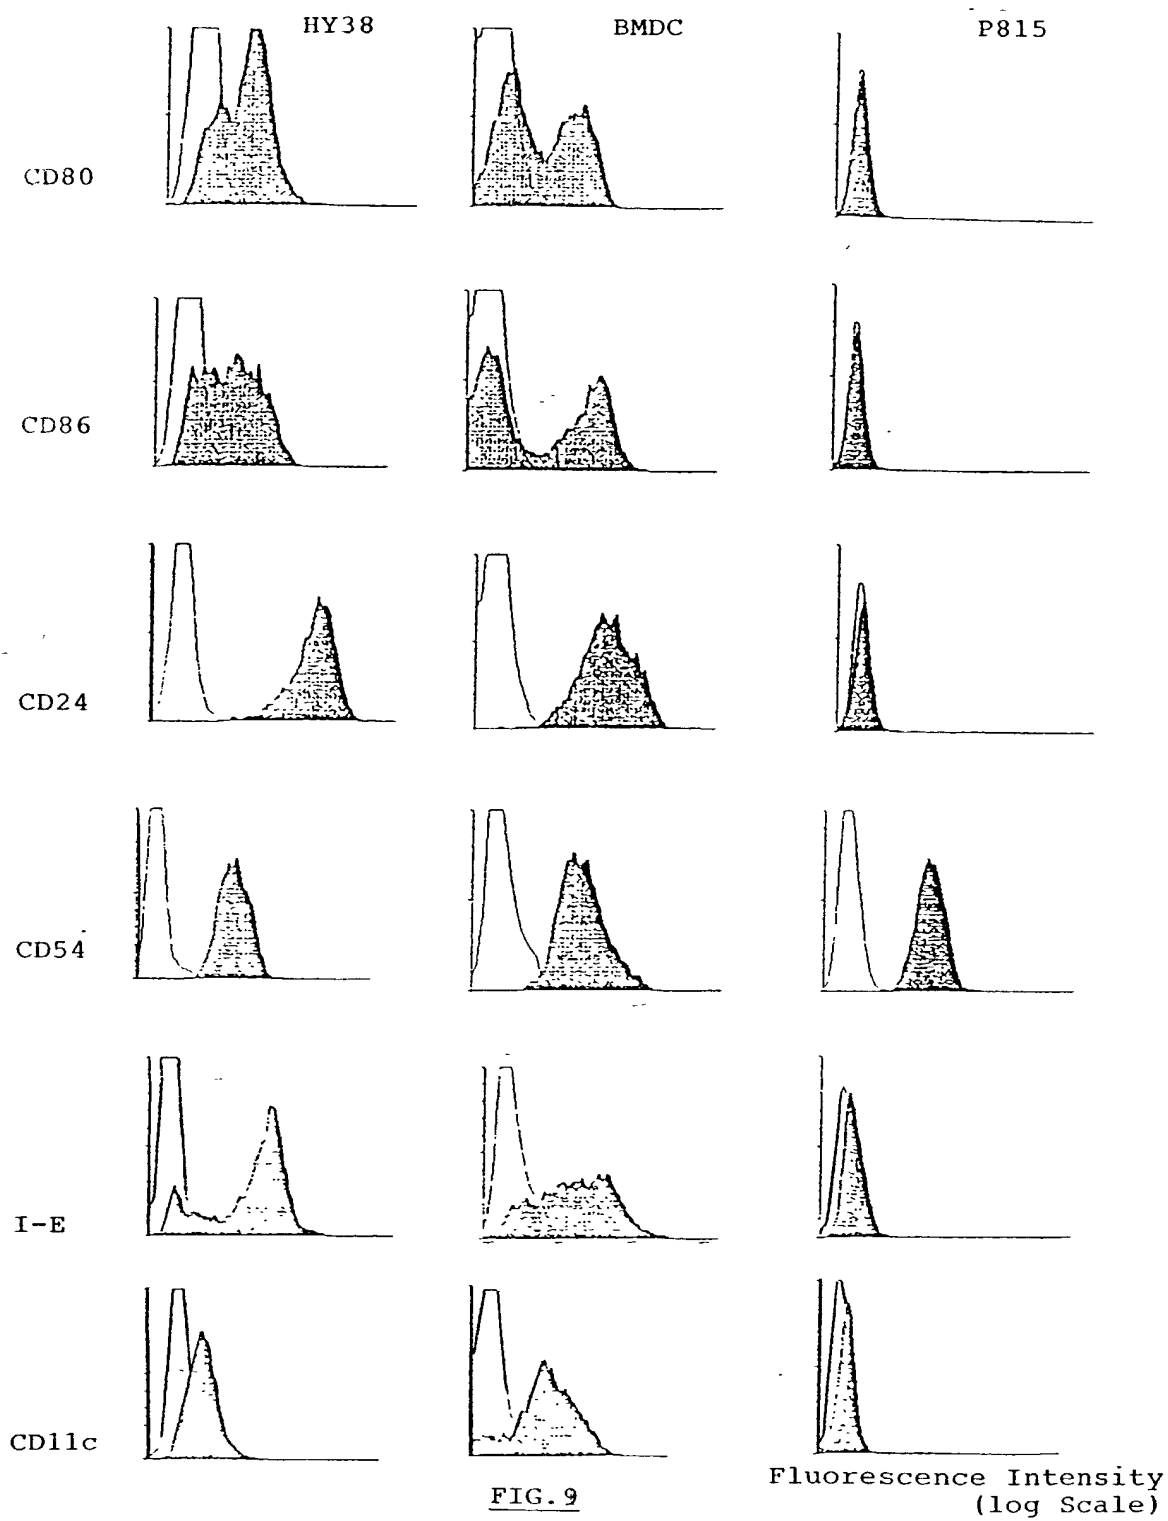 HY38 BMDC P815
CD80
CD86
CD24
CD54
I-E
CD11c
Fluorescence Intensity
(log Scale)
FIG.9